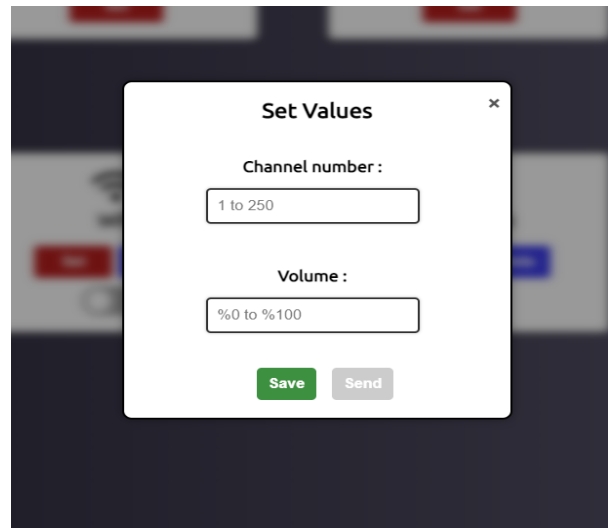 Set Values
×
Channel number :
1 to 250
Volume :
%0 to %100
Save Send